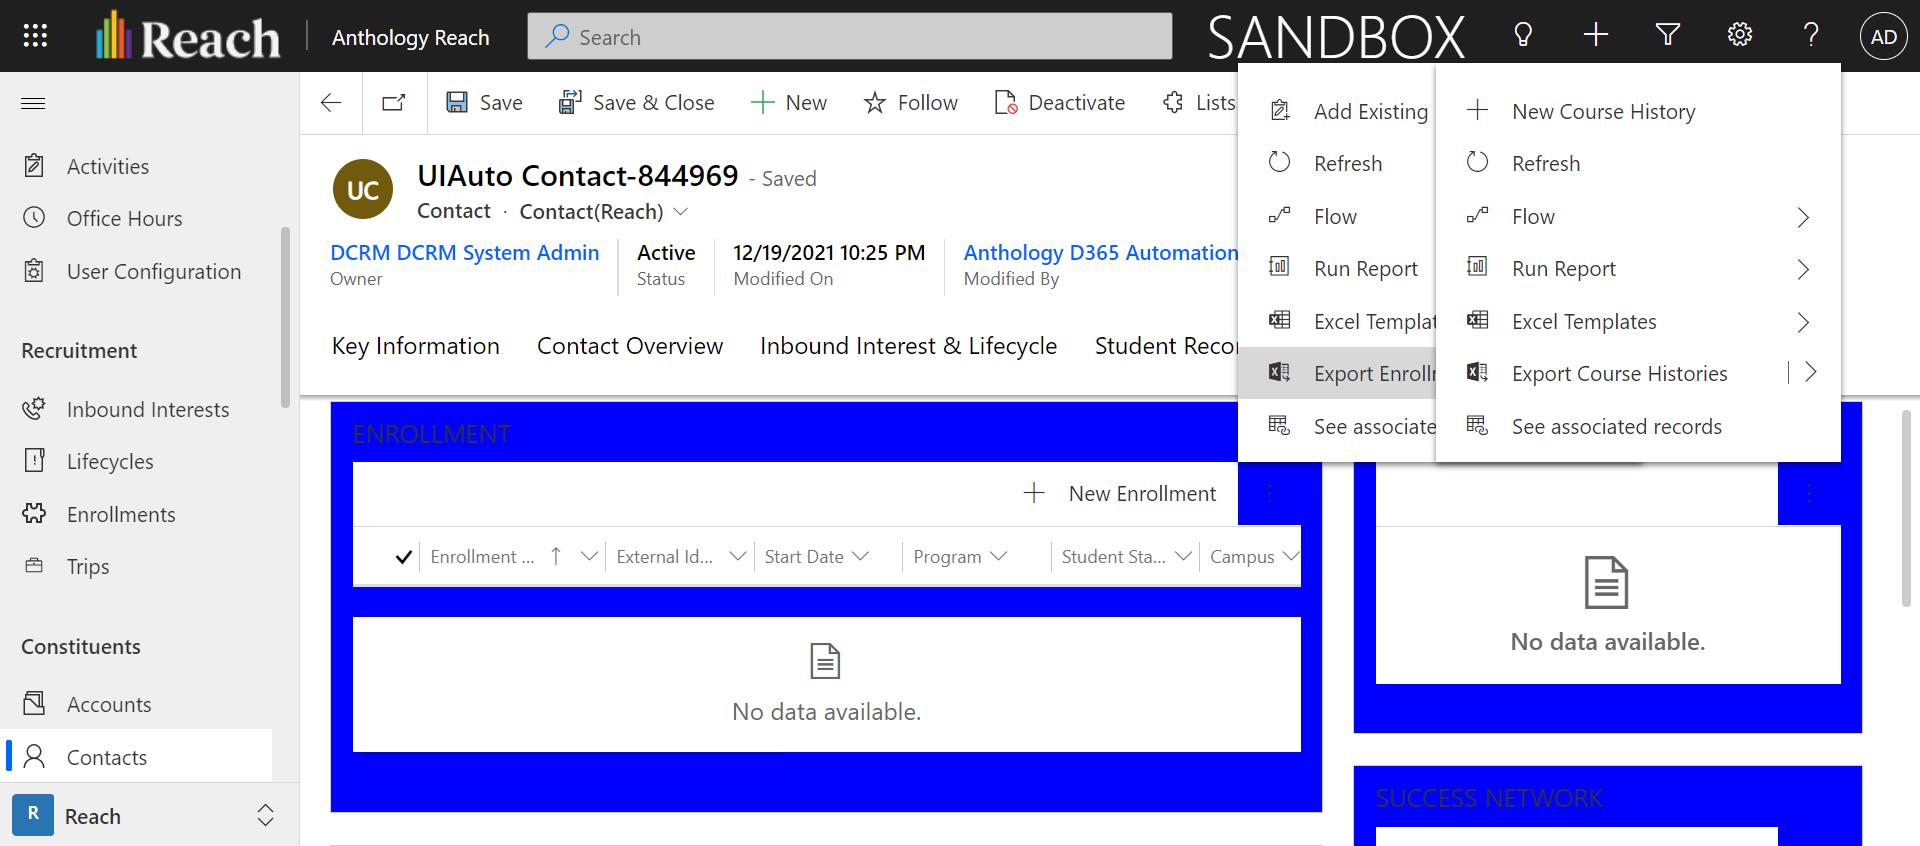 Reach
Anthology Reach
Search
SANDBOX
AD
Save
Save & Close
New
Follow
Deactivate
Lists
Activities
Office Hours
User Configuration
Recruitment
Inbound Interests
Lifecycles
Enrollments
Trips
Constituents
Accounts
Contacts
R
Reach
UC
UIAuto Contact-844969 - Saved
Contact · Contact(Reach)
DCRM DCRM System Admin
Owner
Active
Status
12/19/2021 10:25 PM
Modified On
Anthology D365 Automation
Modified By
Key Information
Contact Overview
Inbound Interest & Lifecycle
Student Recor
Add Existing
Refresh
Flow
Run Report
Excel Templat
Export Enrollm
See associate
New Course History
Refresh
Flow
Run Report
Excel Templates
Export Course Histories
See associated records
ENROLLMENT
New Enrollment
Enrollment ...
External Id...
Start Date
Program
Student Sta...
Campus
No data available.
No data available.
SUCCESS NETWORK